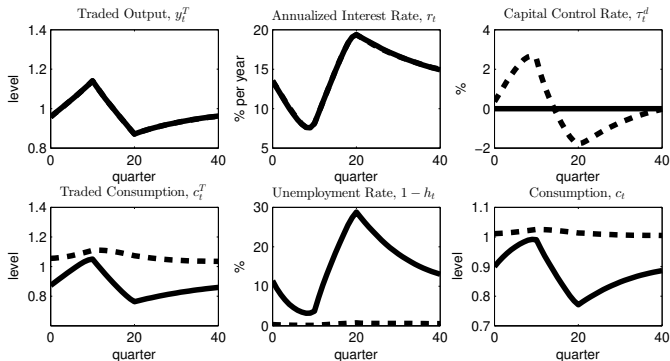 Traded Output, y_t^T
Annualized Interest Rate, r_t
Capital Control Rate, τ_t^d
level
1.4
1.2
1
0.8
0
20
40
quarter
% per year
20
15
10
5
0
20
40
quarter
%
4
2
0
−2
0
20
40
quarter
Traded Consumption, c_t^T
Unemployment Rate, 1 − h_t
Consumption, c_t
level
1.4
1.2
1
0.8
0
20
40
quarter
%
30
20
10
0
0
20
40
quarter
level
1.1
1
0.9
0.8
0.7
0
20
40
quarter